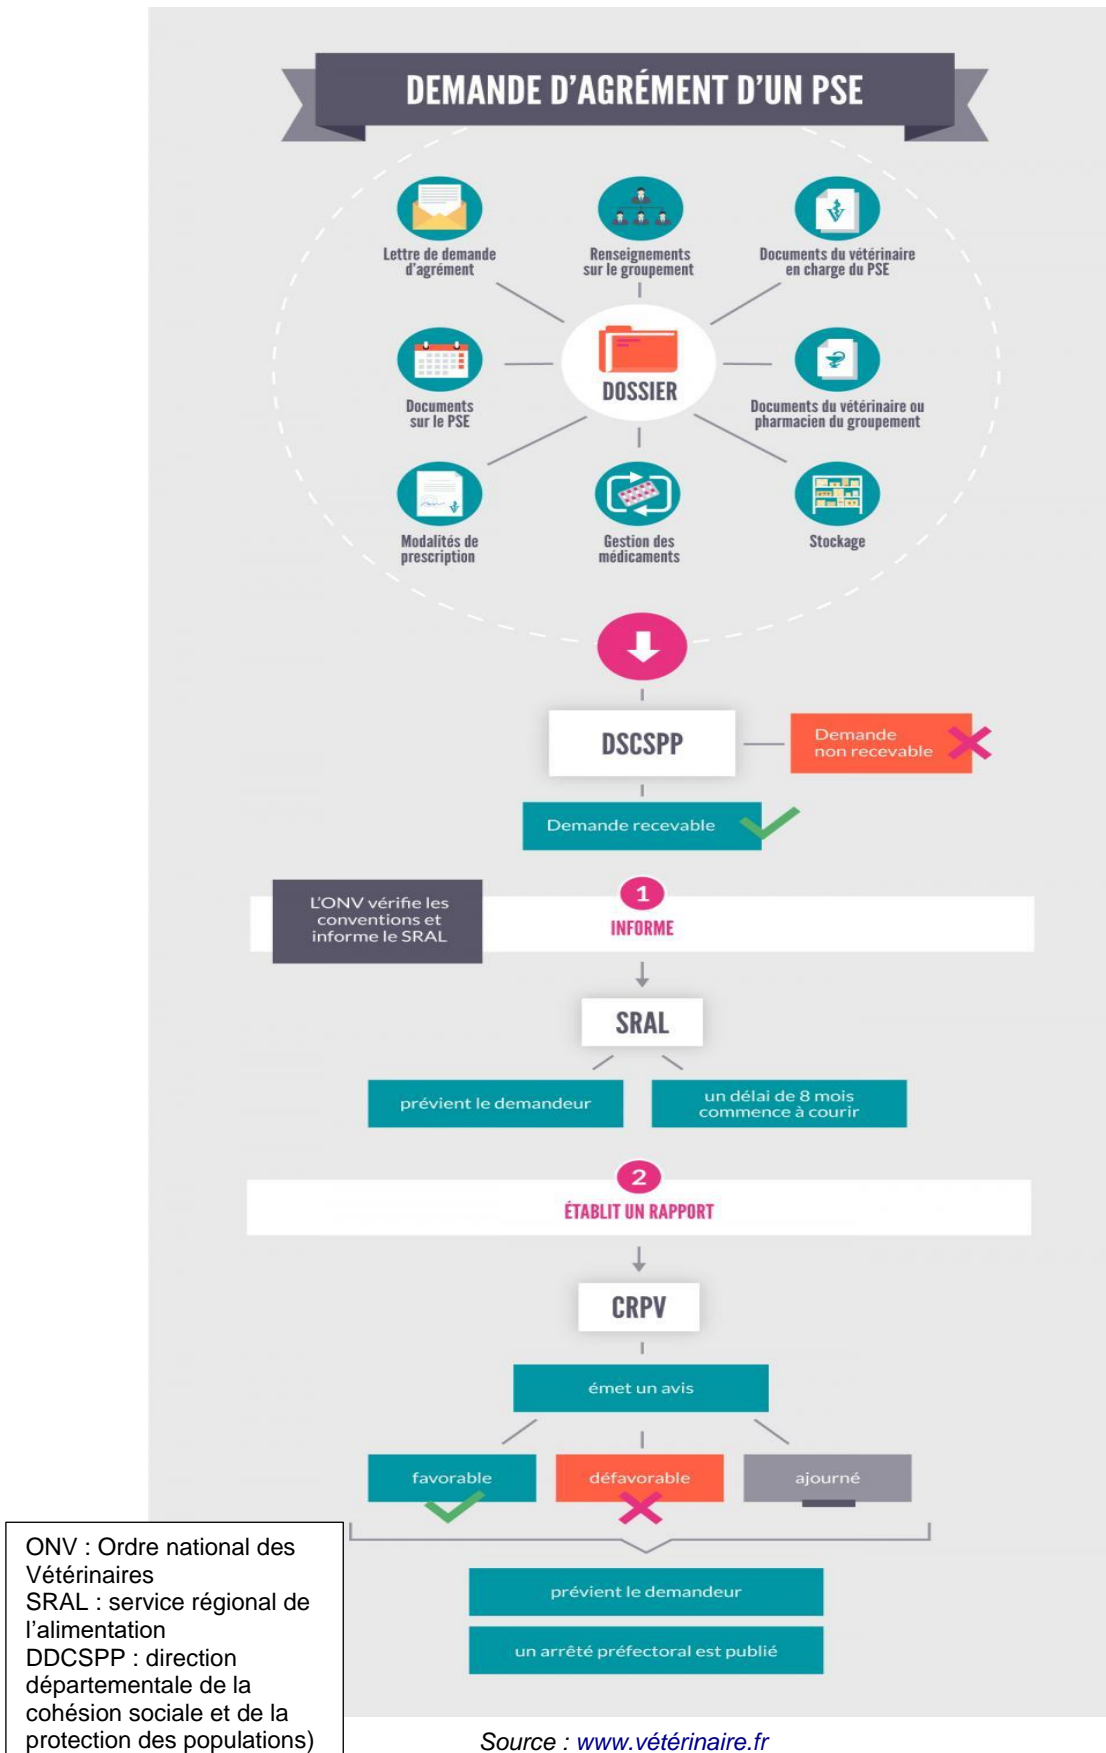 DEMANDE D'AGRÉMENT D'UN PSE
Lettre de demande
d'agrément
Renseignements
sur le groupement
Documents du vétérinaire
en charge du PSE
DOSSIER
Documents
sur le PSE
Documents du vétérinaire ou
pharmacien du groupement
Modalités de
prescription
Gestion des
médicaments
Stockage
DSCSPP
Demande
non recevable
Demande recevable
L'ONV vérifie les
conventions et
informe le SRAL
1
INFORME
SRAL
prévient le demandeur
un délai de 8 mois
commence à courir
2
ÉTABLIT UN RAPPORT
CRPV
émet un avis
favorable
défavorable
ajourné
prévient le demandeur
un arrêté préfectoral est publié
ONV : Ordre national des
Vétérinaires
SRAL : service régional de
l'alimentation
DDCSPP : direction
départementale de la
cohésion sociale et de la
protection des populations)
Source : www.vétérinaire.fr